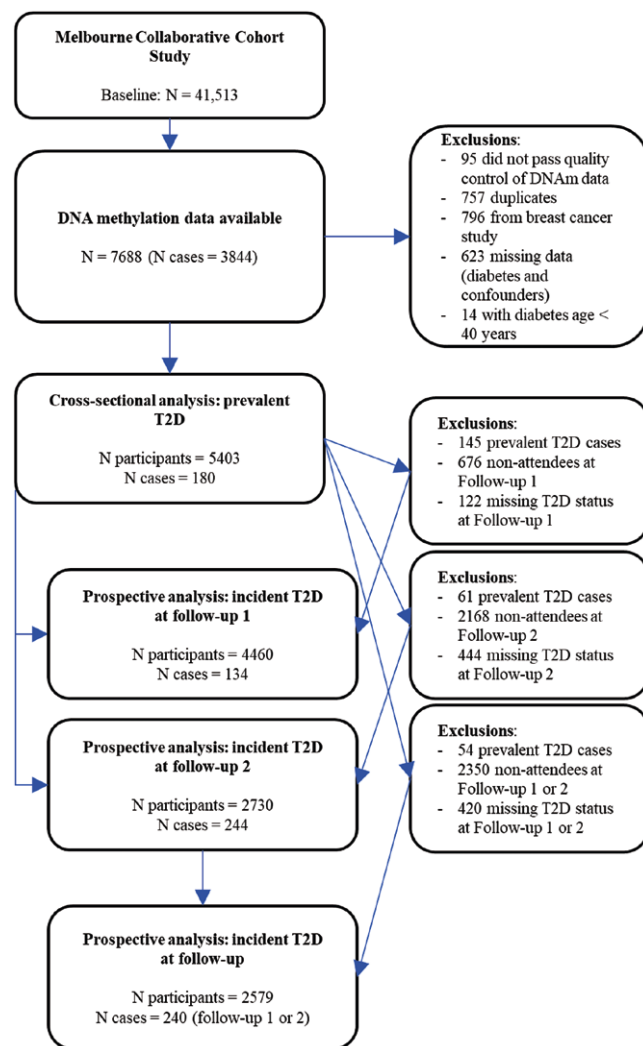 Melbourne Collaborative Cohort
Study
Baseline: N = 41,513
DNA methylation data available
N = 7688 (N cases = 3844)
Exclusions:
- 95 did not pass quality
control of DNAm data
- 757 duplicates
- 796 from breast cancer
study
- 623 missing data
(diabetes and
confounders)
- 14 with diabetes age <
40 years
Cross-sectional analysis: prevalent
T2D
N participants = 5403
N cases = 180
Exclusions:
- 145 prevalent T2D cases
- 676 non-attendees at
Follow-up 1
- 122 missing T2D status
at Follow-up 1
Prospective analysis: incident T2D
at follow-up 1
N participants = 4460
N cases = 134
Exclusions:
- 61 prevalent T2D cases
- 2168 non-attendees at
Follow-up 2
- 444 missing T2D status
at Follow-up 2
Prospective analysis: incident T2D
at follow-up 2
N participants = 2730
N cases = 244
Exclusions:
- 54 prevalent T2D cases
- 2350 non-attendees at
Follow-up 1 or 2
- 420 missing T2D status
at Follow-up 1 or 2
Prospective analysis: incident T2D
at follow-up
N participants = 2579
N cases = 240 (follow-up 1 or 2)